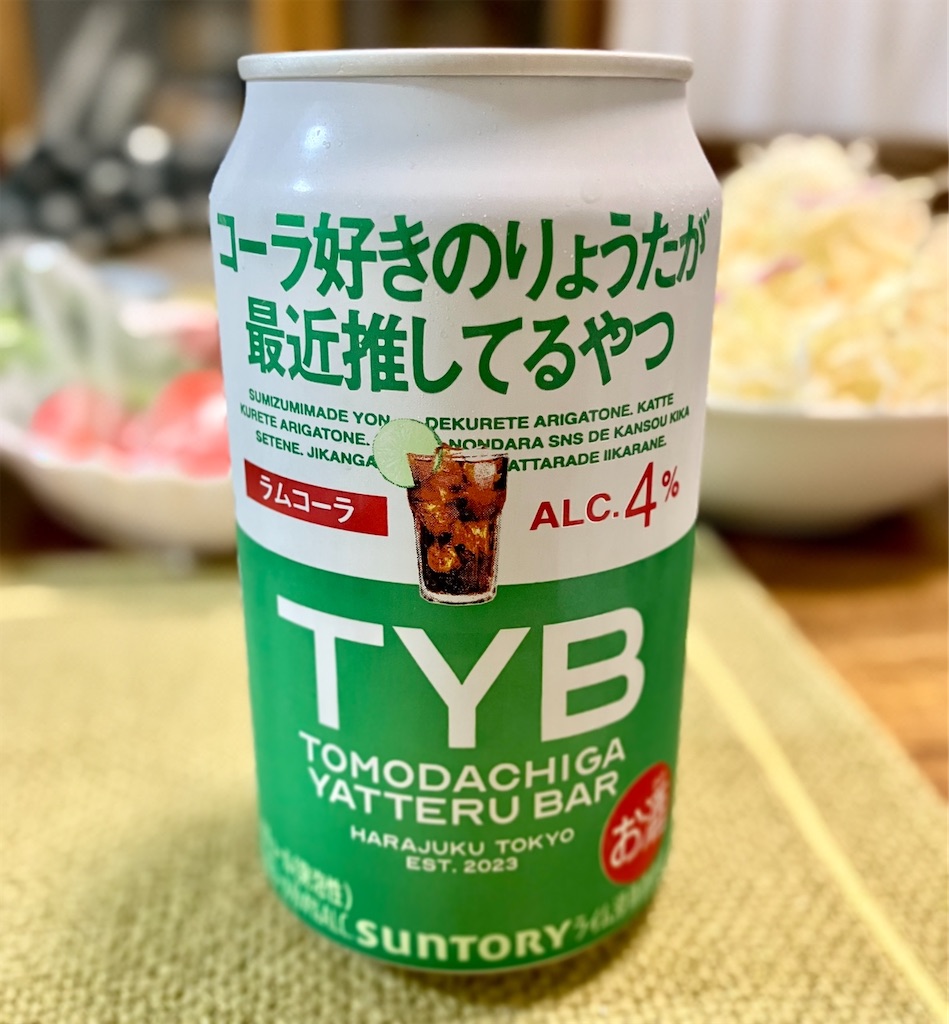 コーラ好きのりょうたが
最近推してるやつ
SUMIZUMIMADE YON DEKURETE ARIGATONE. KATTE
KURETE ARIGATONE. NONDARA SNS DE KANSOU KIKA
SETENE. JIKANGA ATTARADE IIKARANE.
ラムコーラ
ALC.4%
TYB
TOMODACHIGA
YATTERU BAR
HARAJUKU TOKYO
EST. 2023
お酒
SUNTORY